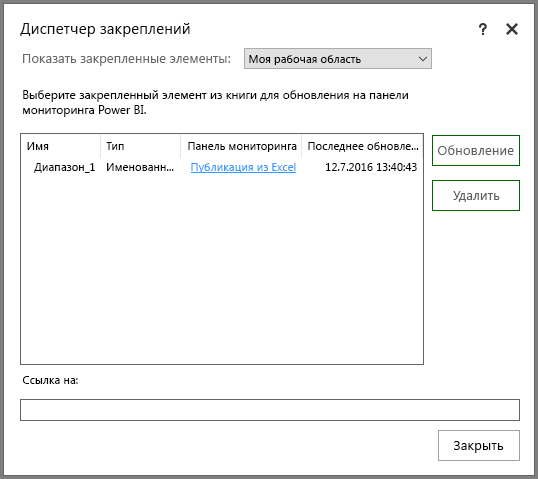 Диспетчер закреплений
?
Показать закрепленные элементы: Моя рабочая область
Выберите закрепленный элемент из книги для обновления на панели
мониторинга Power BI.
Имя Тип Панель мониторинга Последнее обновле...
Диапазон_1 Именованн... Публикация из Excel 12.7.2016 13:40:43
Обновление
Удалить
Ссылка на:
Закрыть